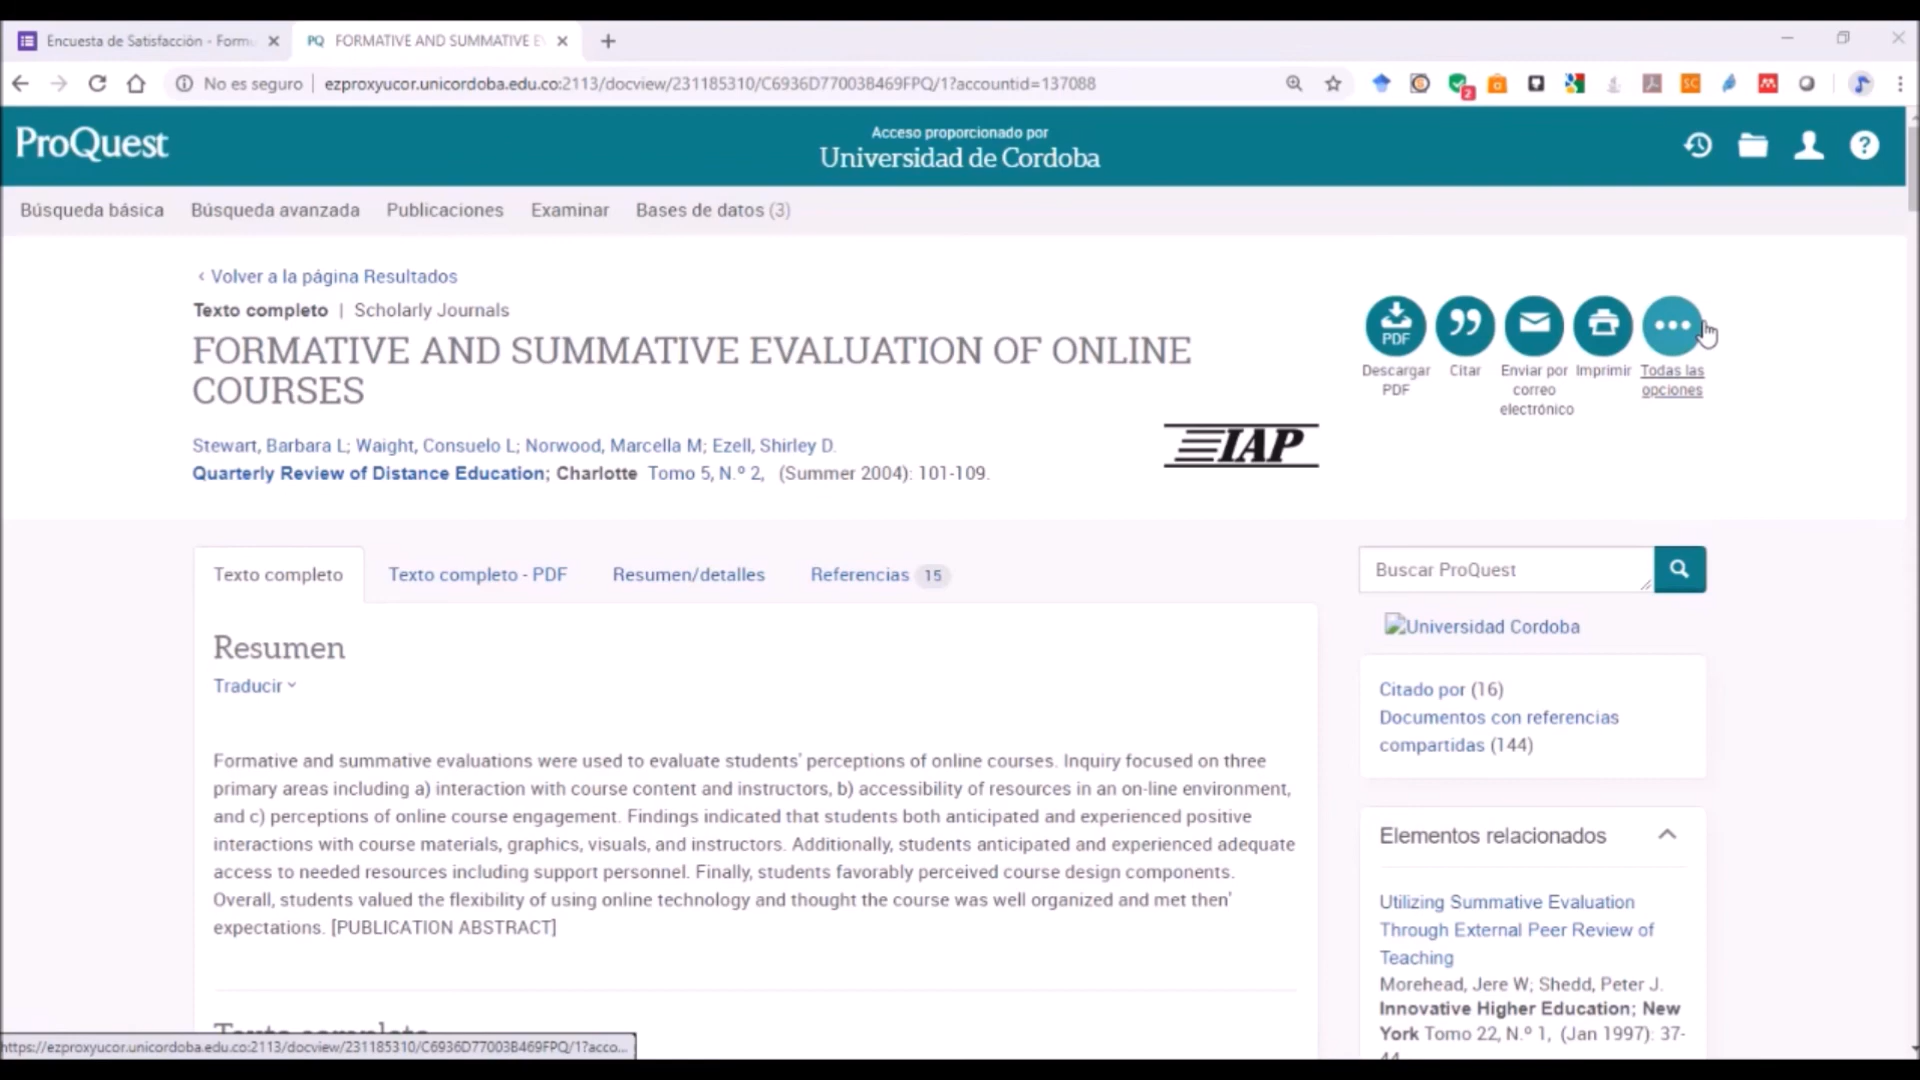 Encuesta de Satisfacción - Form
PQ FORMATIVE AND SUMMATIVE E
No es seguro ezproxyucor.unicordoba.edu.co:2113/docview/231185310/C6936D77003B469FPQ/1?accountid=137088
2
SC
ProQuest
Acceso proporcionado por
Universidad de Cordoba
?
Búsqueda básica Búsqueda avanzada Publicaciones Examinar Bases de datos (3)
‹ Volver a la página Resultados
Texto completo | Scholarly Journals
FORMATIVE AND SUMMATIVE EVALUATION OF ONLINE
COURSES
PDF
Descargar PDF
Citar
Enviar por correo electrónico
Imprimir
Todas las opciones
Stewart, Barbara L; Waight, Consuelo L; Norwood, Marcella M; Ezell, Shirley D.
Quarterly Review of Distance Education; Charlotte Tomo 5, N.º 2, (Summer 2004): 101-109.
IAP
Texto completo Texto completo - PDF Resumen/detalles Referencias 15
Resumen
Traducir
Formative and summative evaluations were used to evaluate students' perceptions of online courses. Inquiry focused on three
primary areas including a) interaction with course content and instructors, b) accessibility of resources in an on-line environment,
and c) perceptions of online course engagement. Findings indicated that students both anticipated and experienced positive
interactions with course materials, graphics, visuals, and instructors. Additionally, students anticipated and experienced adequate
access to needed resources including support personnel. Finally, students favorably perceived course design components.
Overall, students valued the flexibility of using online technology and thought the course was well organized and met then'
expectations. [PUBLICATION ABSTRACT]
Texto completo
Buscar ProQuest
Universidad Cordoba
Citado por (16)
Documentos con referencias
compartidas (144)
Elementos relacionados
Utilizing Summative Evaluation
Through External Peer Review of
Teaching
Morehead, Jere W; Shedd, Peter J.
Innovative Higher Education; New
York Tomo 22, N.º 1, (Jan 1997): 37-
44.
https://ezproxyucor.unicordoba.edu.co:2113/docview/231185310/C6936D77003B469FPQ/1?acco...